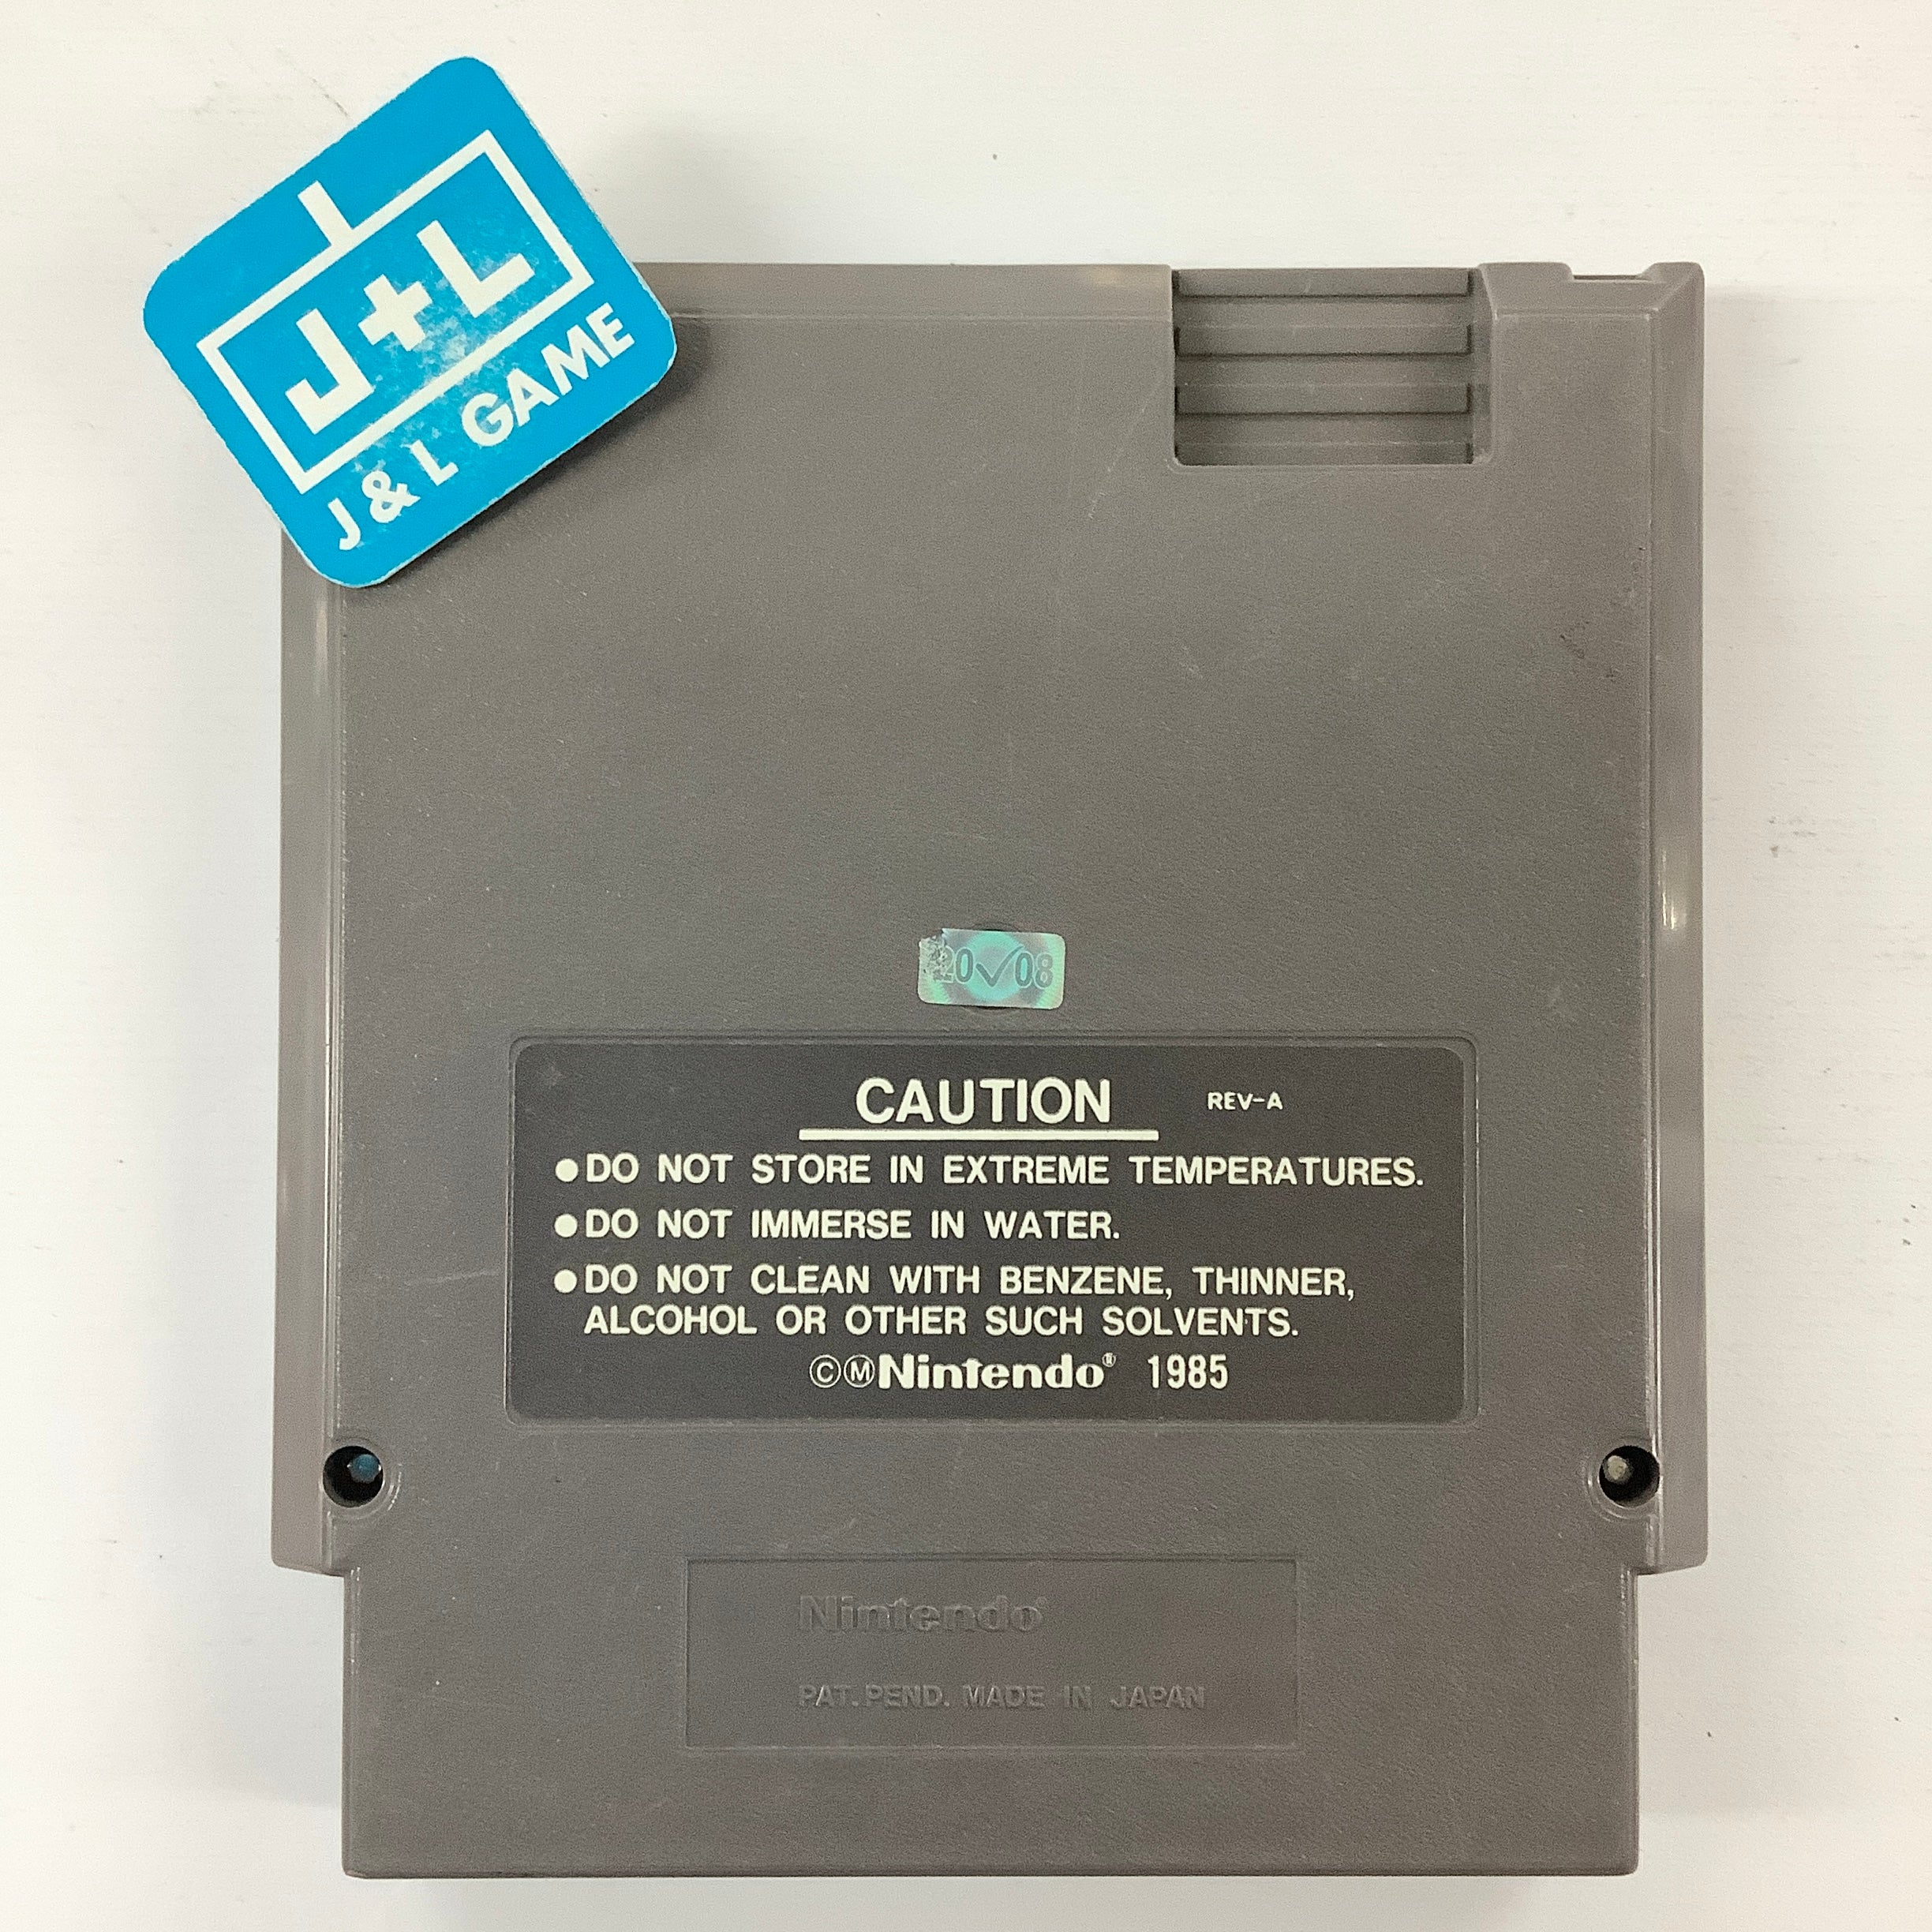 J+L
J & L GAME
20✓08
CAUTION REV-A
●DO NOT STORE IN EXTREME TEMPERATURES.
●DO NOT IMMERSE IN WATER.
●DO NOT CLEAN WITH BENZENE, THINNER,
ALCOHOL OR OTHER SUCH SOLVENTS.
©ⓂNintendo® 1985
Nintendo®
PAT. PEND. MADE IN JAPAN